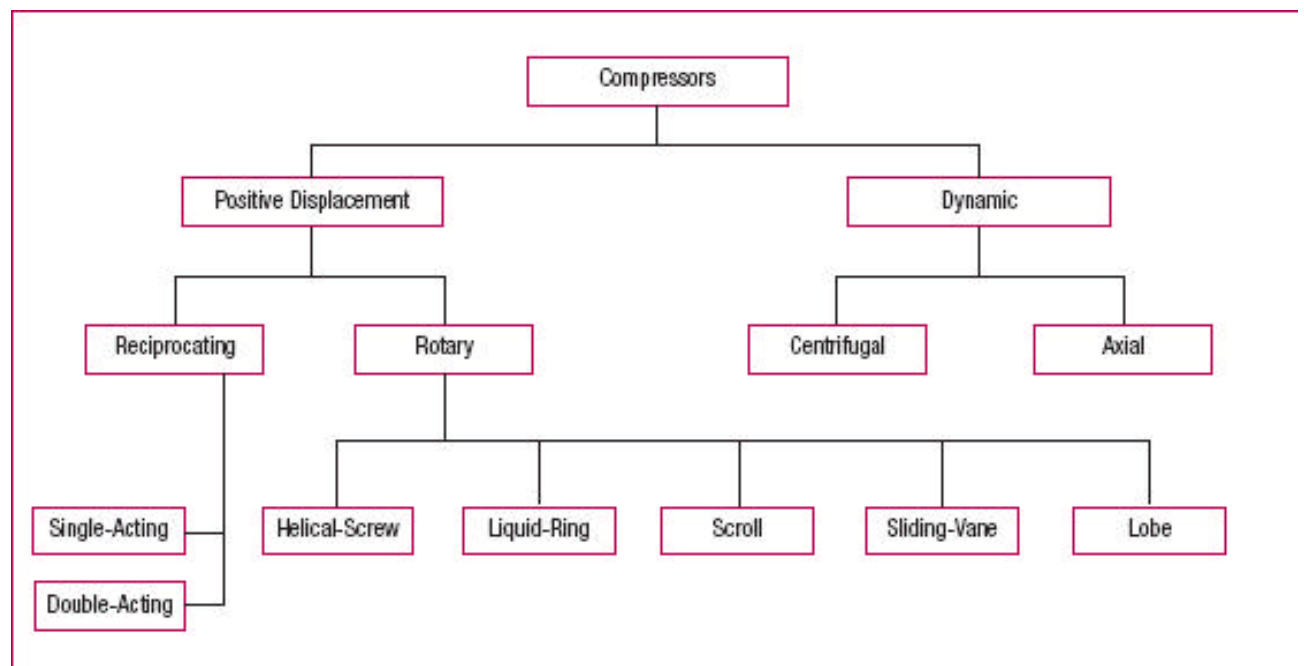 Compressors
Positive Displacement
Dynamic
Reciprocating
Rotary
Centrifugal
Axial
Single-Acting
Helical-Screw
Liquid-Ring
Scroll
Sliding-Vane
Lobe
Double-Acting